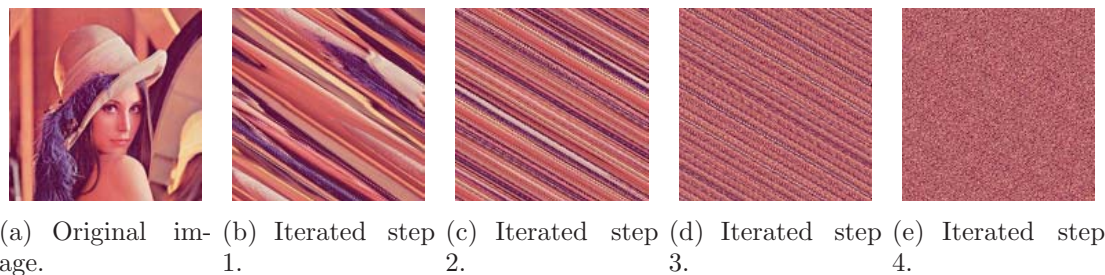 (a) Original im-
age.
(b) Iterated step
1.
(c) Iterated step
2.
(d) Iterated step
3.
(e) Iterated step
4.